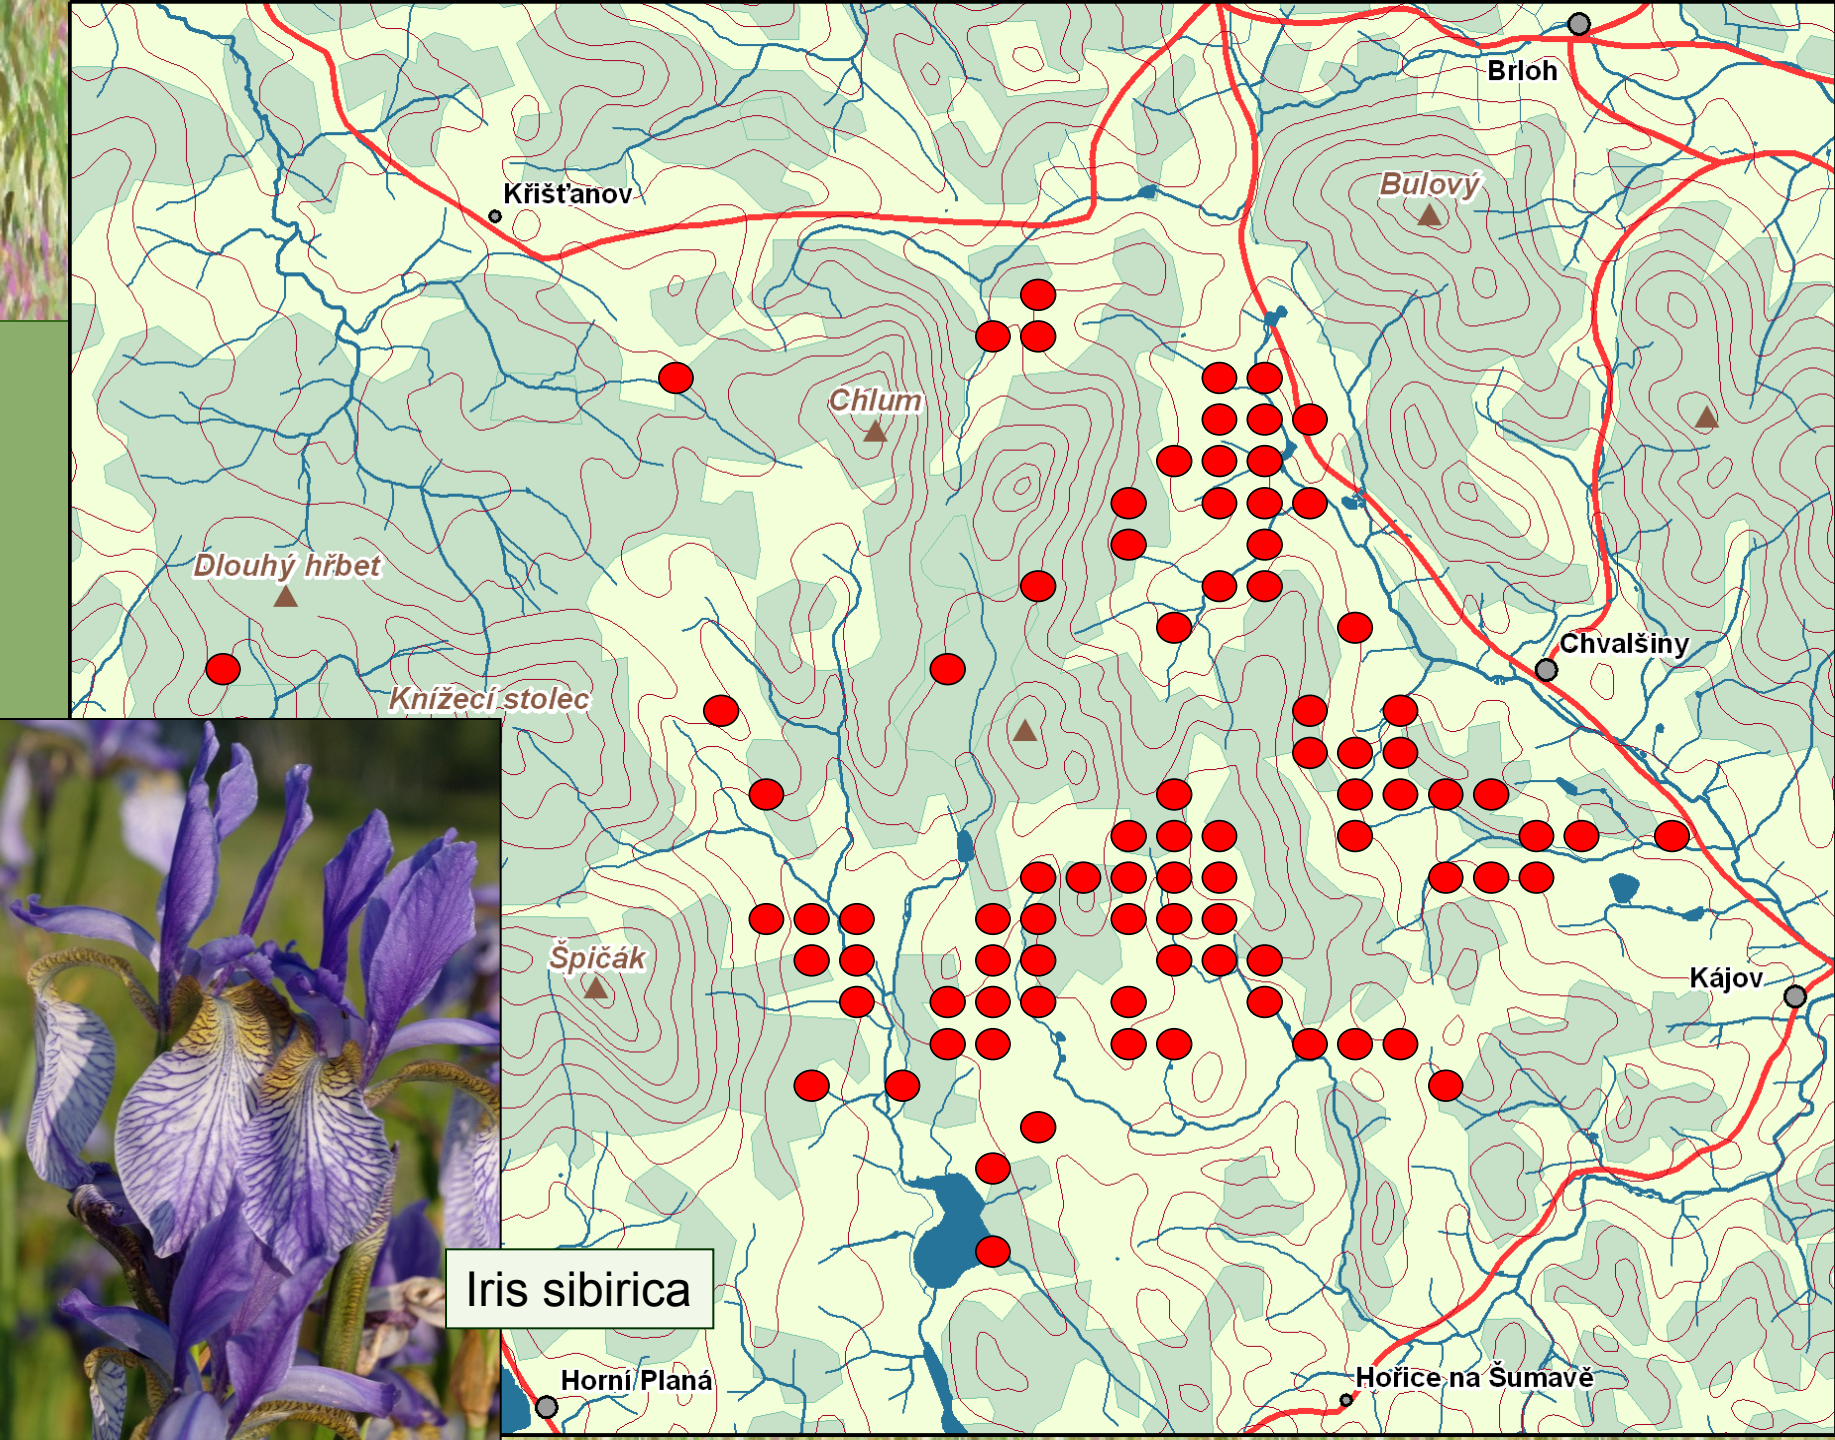 Brloh
Křišťanov
Bulový
Chlum
Dlouhý hřbet
Chvalšiny
Knížecí stolec
Špičák
Kájov
Iris sibirica
Horní Planá
Hořice na Šumavě